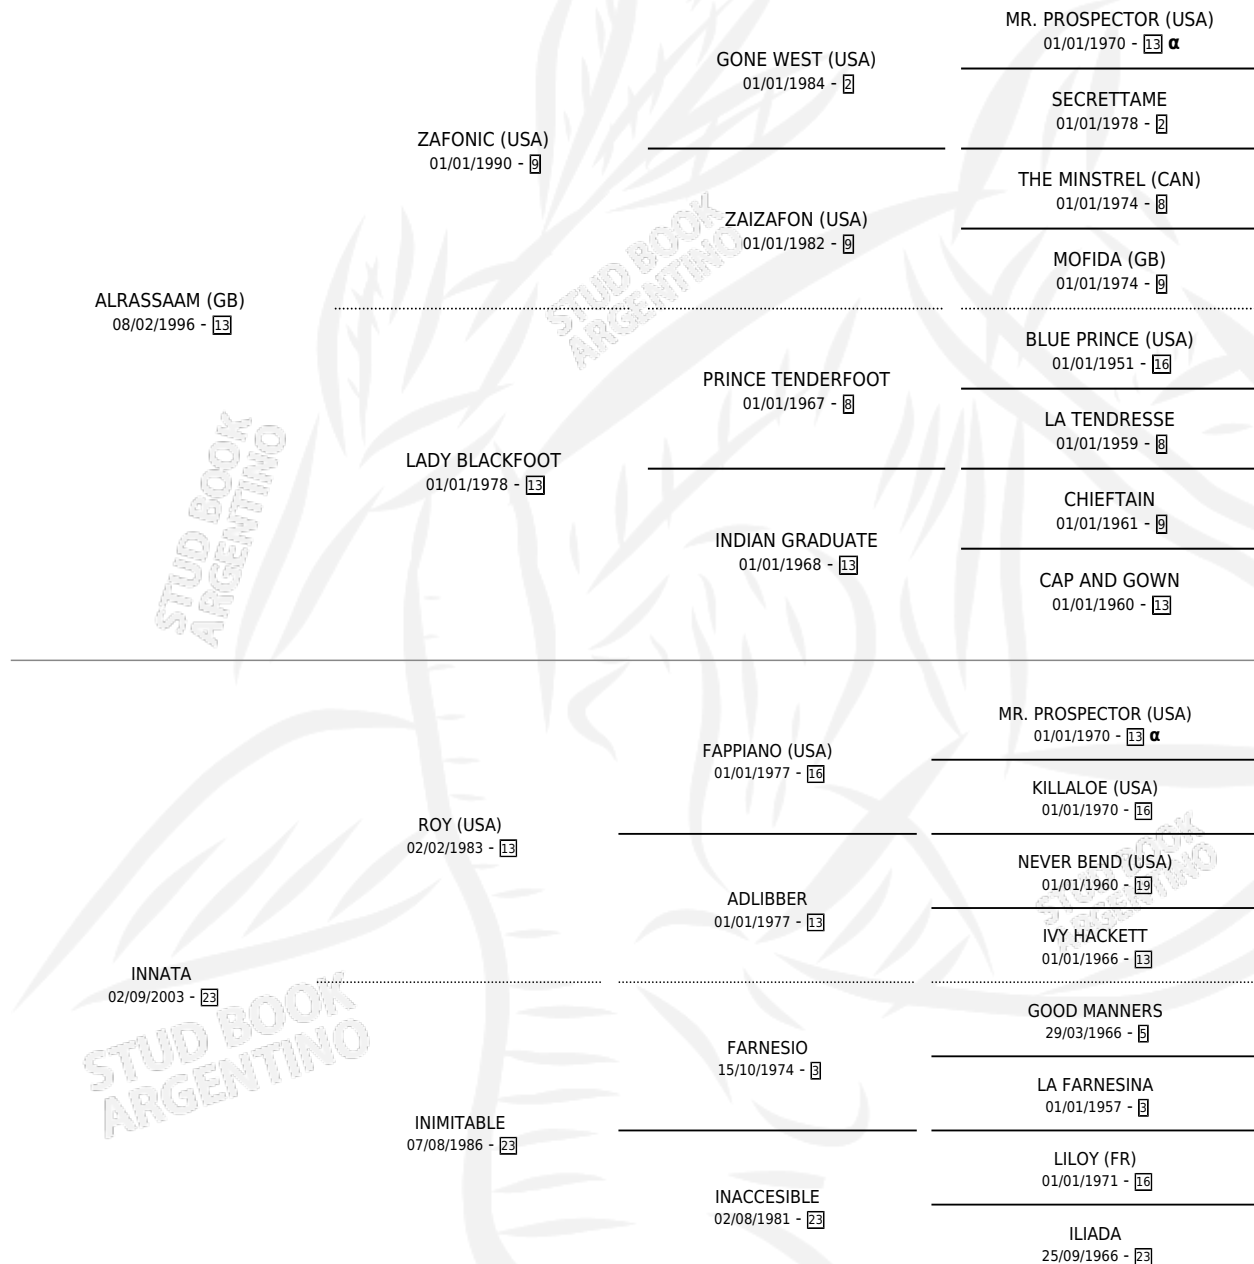 MR. PROSPECTOR (USA)
01/01/1970 - 13 α
GONE WEST (USA)
01/01/1984 - 2
SECRETTAME
01/01/1978 - 2
ZAFONIC (USA)
01/01/1990 - 9
THE MINSTREL (CAN)
01/01/1974 - 8
ZAIZAFON (USA)
01/01/1982 - 9
MOFIDA (GB)
01/01/1974 - 9
ALRASSAAM (GB)
08/02/1996 - 13
BLUE PRINCE (USA)
01/01/1951 - 16
PRINCE TENDERFOOT
01/01/1967 - 8
LA TENDRESSE
01/01/1959 - 8
LADY BLACKFOOT
01/01/1978 - 13
CHIEFTAIN
01/01/1961 - 9
INDIAN GRADUATE
01/01/1968 - 13
CAP AND GOWN
01/01/1960 - 13
MR. PROSPECTOR (USA)
01/01/1970 - 13 α
FAPPIANO (USA)
01/01/1977 - 16
KILLALOE (USA)
01/01/1970 - 16
ROY (USA)
02/02/1983 - 13
NEVER BEND (USA)
01/01/1960 - 19
ADLIBBER
01/01/1977 - 13
IVY HACKETT
01/01/1966 - 13
INNATA
02/09/2003 - 23
GOOD MANNERS
29/03/1966 - 5
FARNESIO
15/10/1974 - 3
LA FARNESINA
01/01/1957 - 3
INIMITABLE
07/08/1986 - 23
LILOY (FR)
01/01/1971 - 16
INACCESIBLE
02/08/1981 - 23
ILIADA
25/09/1966 - 23
STUD BOOK
ARGENTINO
STUD BOOK
ARGENTINO
STUD BOOK
ARGENTINO
STUD BOOK
ARGENTINO